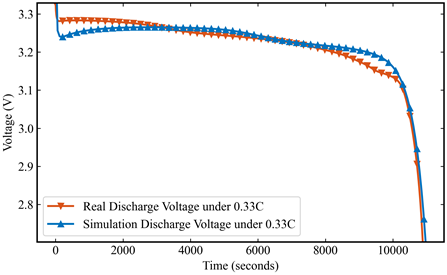 3.3
3.2
3.1
3.0
2.9
2.8
Voltage (V)
Real Discharge Voltage under 0.33C
Simulation Discharge Voltage under 0.33C
0 2000 4000 6000 8000 10000
Time (seconds)